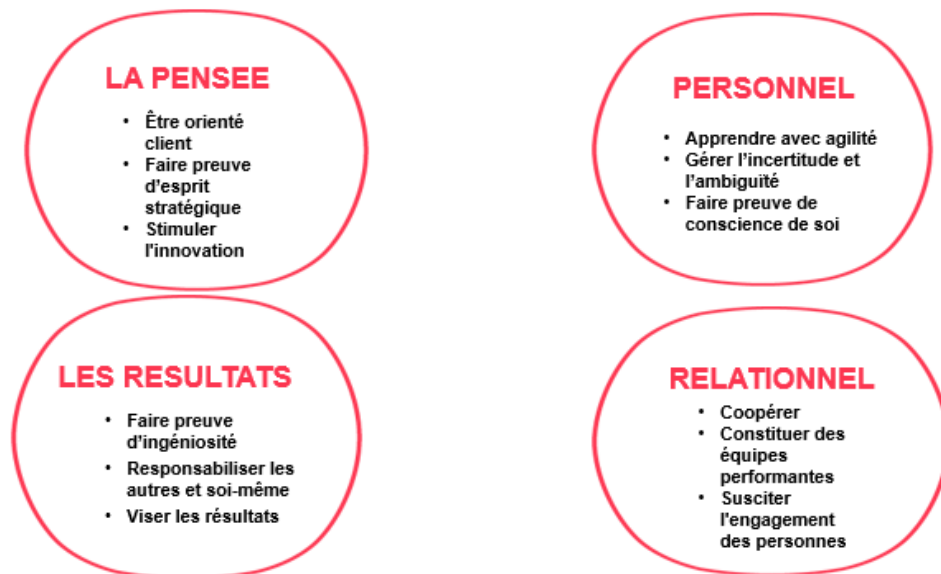 LA PENSEE
• Être orienté
client
• Faire preuve
d'esprit
stratégique
• Stimuler
l'innovation
PERSONNEL
• Apprendre avec agilité
• Gérer l'incertitude et
l'ambiguïté
• Faire preuve de
conscience de soi
LES RESULTATS
• Faire preuve
d'ingéniosité
• Responsabiliser les
autres et soi-même
• Viser les résultats
RELATIONNEL
• Coopérer
• Constituer des
équipes
performantes
• Susciter
l'engagement
des personnes